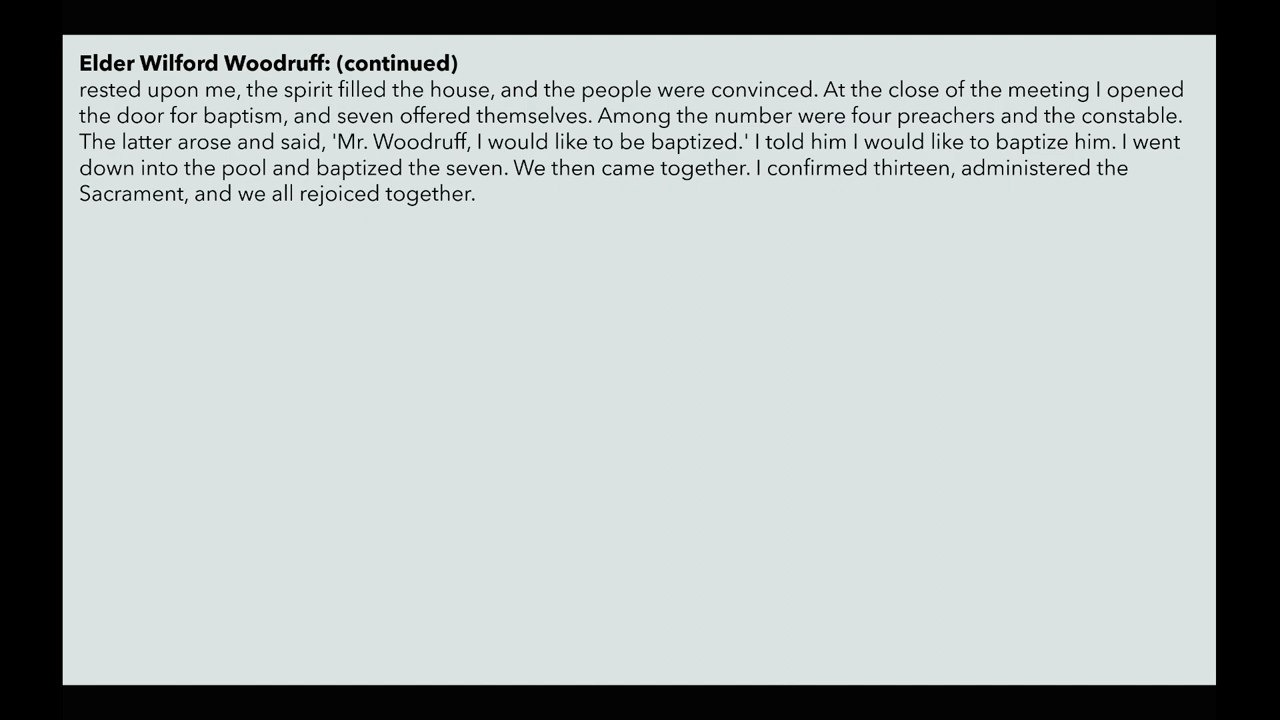 Elder Wilford Woodruff: (continued)
rested upon me, the spirit filled the house, and the people were convinced. At the close of the meeting I opened
the door for baptism, and seven offered themselves. Among the number were four preachers and the constable.
The latter arose and said, 'Mr. Woodruff, I would like to be baptized.' I told him I would like to baptize him. I went
down into the pool and baptized the seven. We then came together. I confirmed thirteen, administered the
Sacrament, and we all rejoiced together.